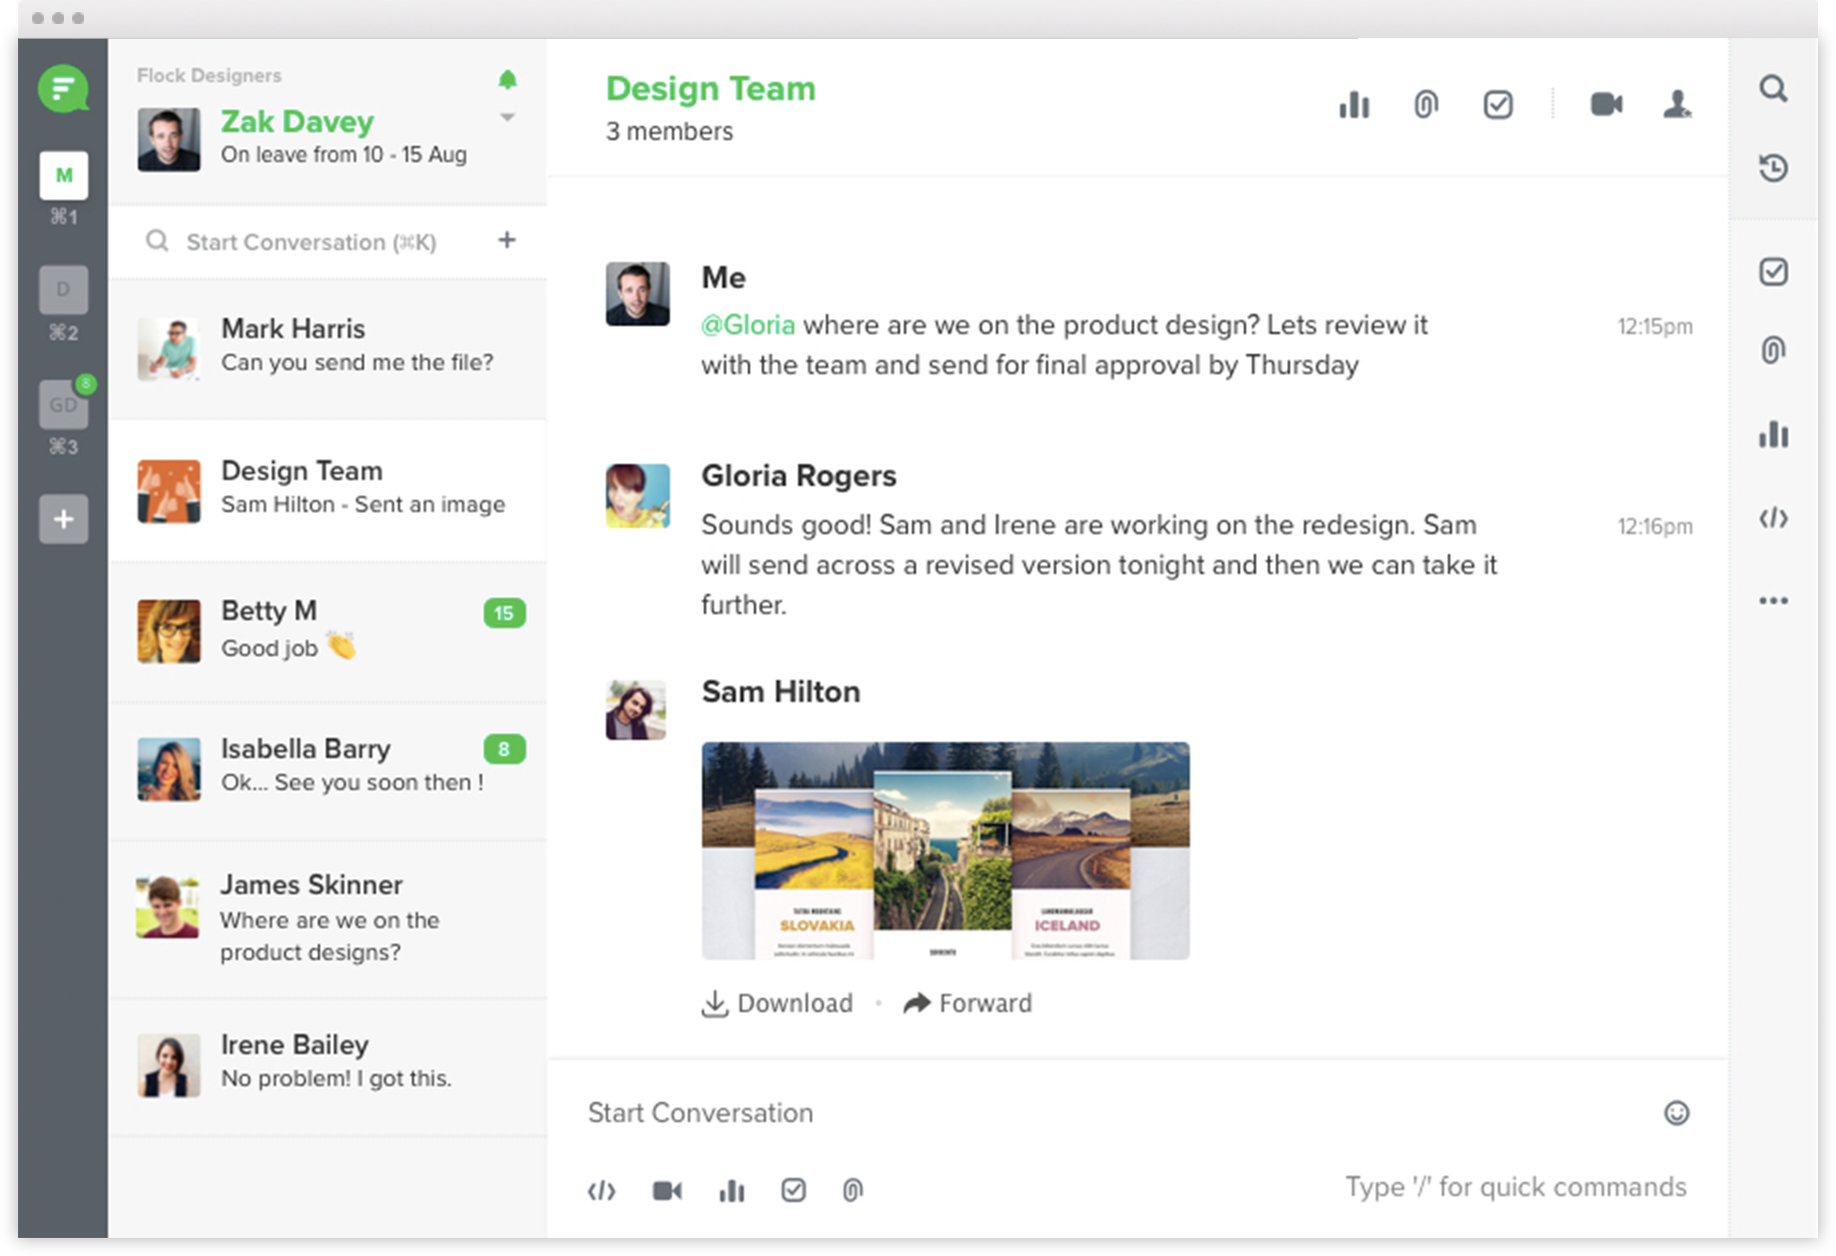 Flock Designers
Zak Davey
On leave from 10 - 15 Aug
M
⌘1
D
⌘2
8
GD
⌘3
Start Conversation (⌘K)
Mark Harris
Can you send me the file?
Design Team
Sam Hilton - Sent an image
Betty M
15
Good job 👏
Isabella Barry
8
Ok... See you soon then !
James Skinner
Where are we on the
product designs?
Irene Bailey
No problem! I got this.
Design Team
3 members
Me
@Gloria where are we on the product design? Lets review it
12:15pm
with the team and send for final approval by Thursday
Gloria Rogers
Sounds good! Sam and Irene are working on the redesign. Sam
12:16pm
will send across a revised version tonight and then we can take it
further.
Sam Hilton
TATRA MOUNTAINS
SLOVAKIA
SORRENTO
LANDMANNALAUGAR
ICELAND
Download
Forward
Start Conversation
Type '/' for quick commands